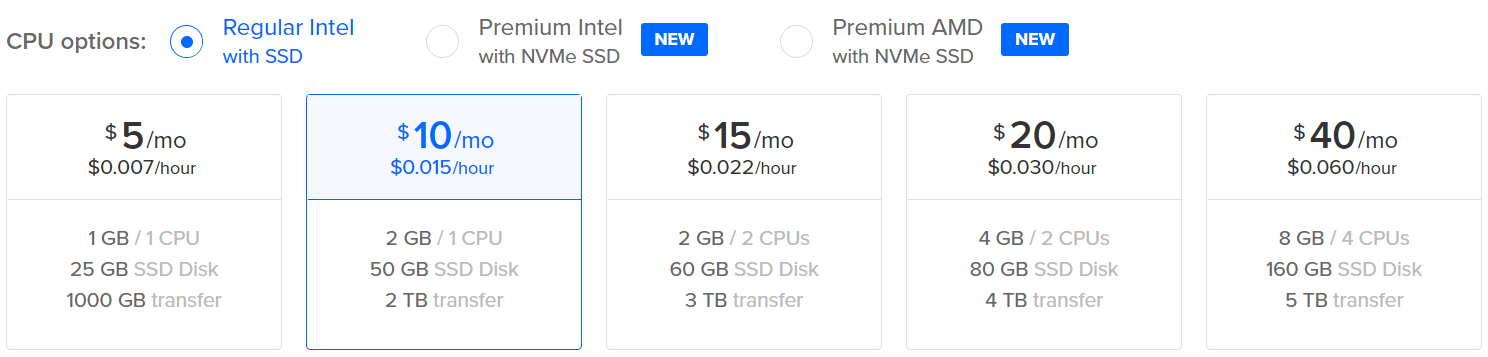 CPU options:
Regular Intel
with SSD
Premium Intel
with NVMe SSD
NEW
Premium AMD
with NVMe SSD
NEW
$5/mo
$0.007/hour
1 GB / 1 CPU
25 GB SSD Disk
1000 GB transfer
$10/mo
$0.015/hour
2 GB / 1 CPU
50 GB SSD Disk
2 TB transfer
$15/mo
$0.022/hour
2 GB / 2 CPUs
60 GB SSD Disk
3 TB transfer
$20/mo
$0.030/hour
4 GB / 2 CPUs
80 GB SSD Disk
4 TB transfer
$40/mo
$0.060/hour
8 GB / 4 CPUs
160 GB SSD Disk
5 TB transfer